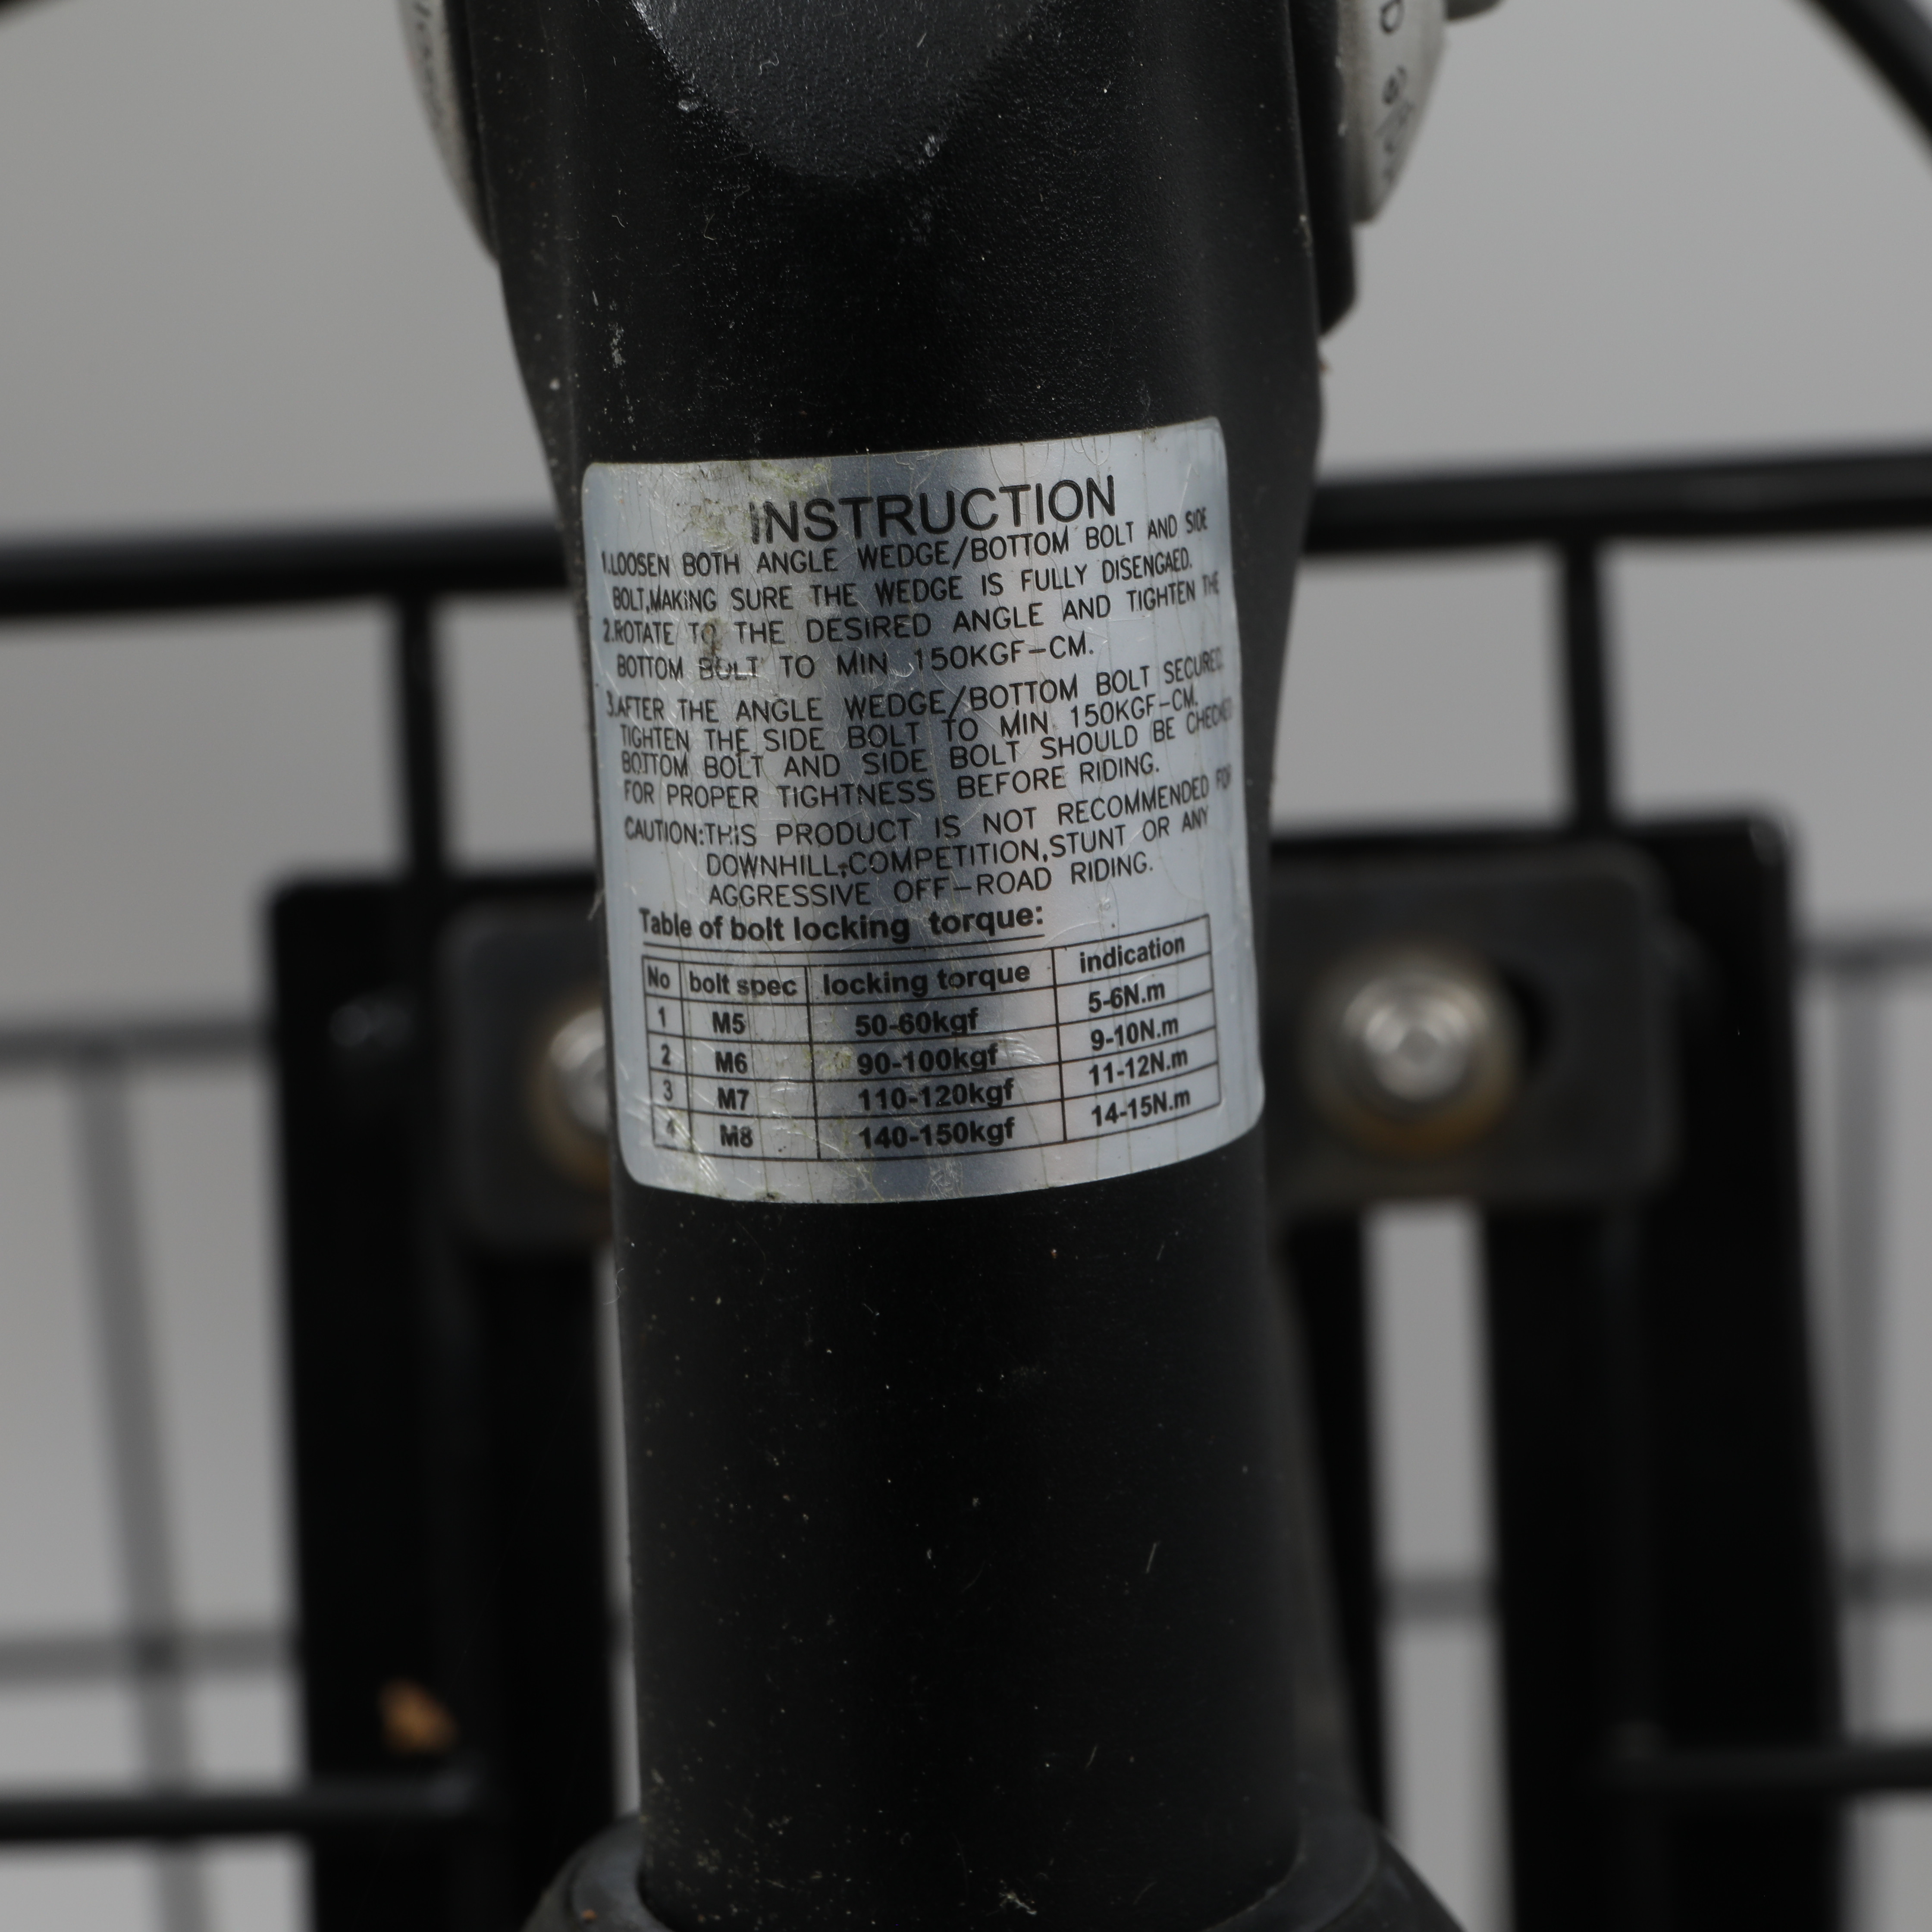 INSTRUCTION
1.LOOSEN BOTH ANGLE WEDGE/BOTTOM BOLT AND SIDE
BOLT,MAKING SURE THE WEDGE IS FULLY DISENGAED.
2.ROTATE TO THE DESIRED ANGLE AND TIGHTEN THE
BOTTOM BOLT TO MIN 150KGF-CM.
3.AFTER THE ANGLE WEDGE/BOTTOM BOLT SECURED.
TIGHTEN THE SIDE BOLT TO MIN 150KGF-CM.
BOTTOM BOLT AND SIDE BOLT SHOULD BE CHECKED
FOR PROPER TIGHTNESS BEFORE RIDING.
CAUTION:THIS PRODUCT IS NOT RECOMMENDED FOR
DOWNHILL,COMPETITION,STUNT OR ANY
AGGRESSIVE OFF-ROAD RIDING.
Table of bolt locking torque:
No bolt spec locking torque indication
1 M5 50-60kgf 5-6N.m
2 M6 90-100kgf 9-10N.m
3 M7 110-120kgf 11-12N.m
4 M8 140-150kgf 14-15N.m